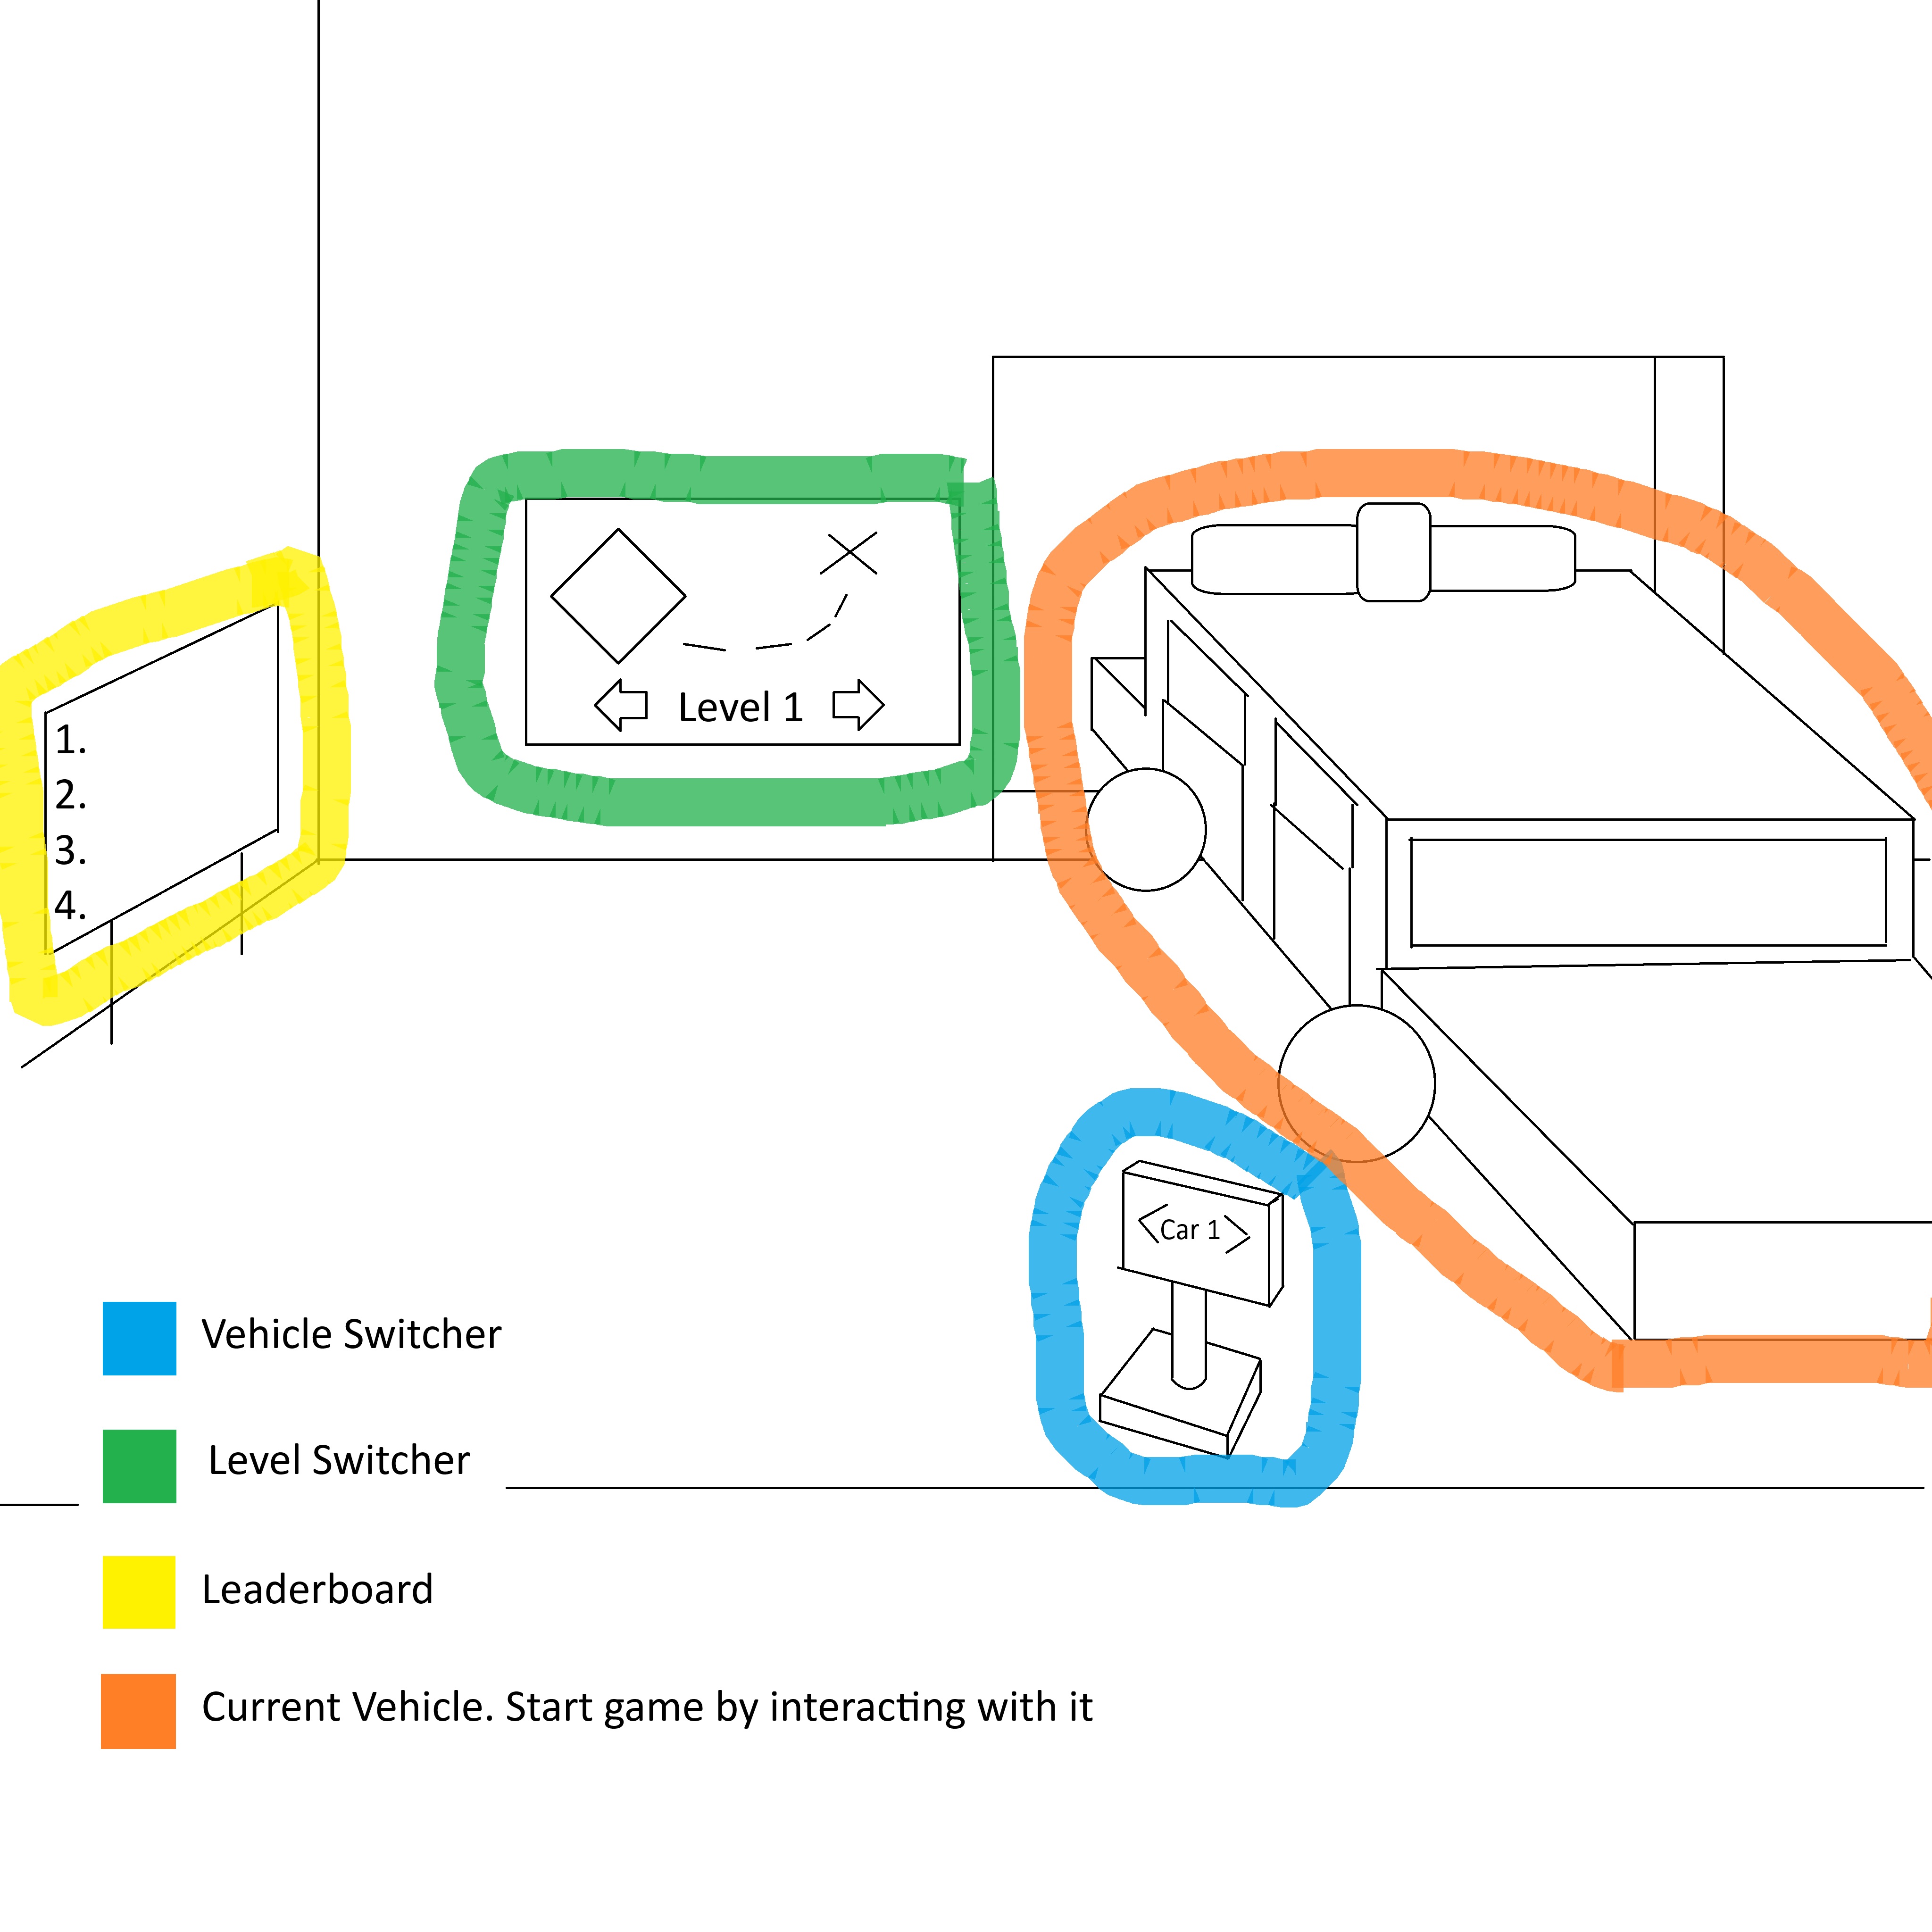 Level 1
1.
2.
3.
4.
Car 1
Vehicle Switcher
Level Switcher
Leaderboard
Current Vehicle. Start game by interacting with it